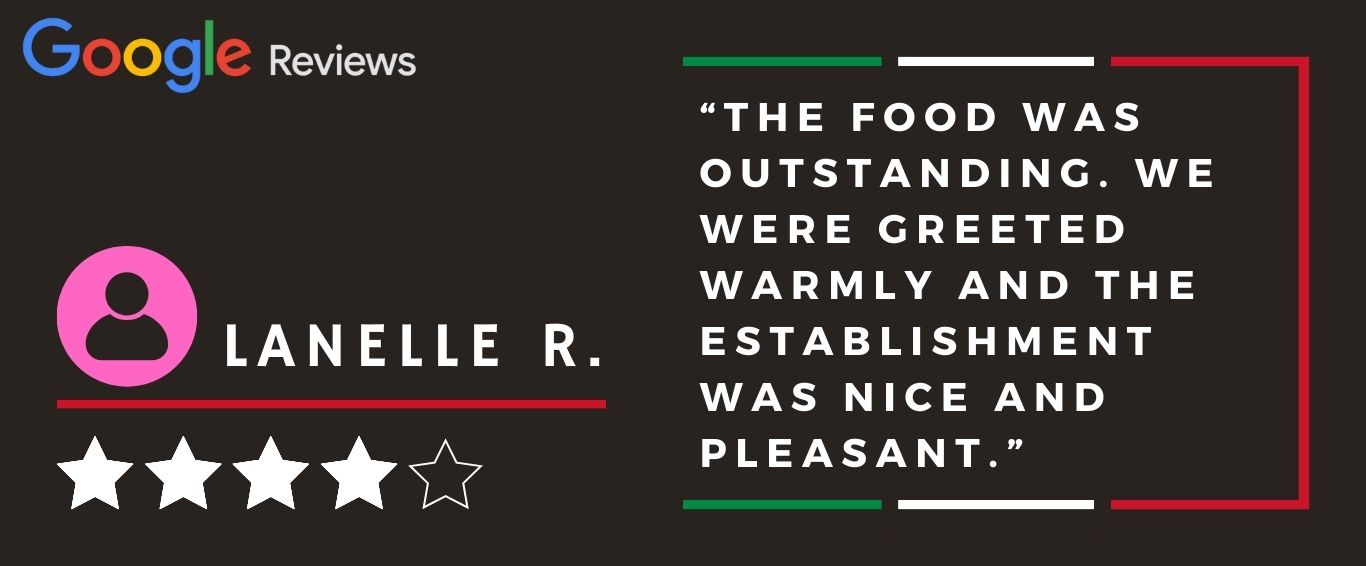 Google Reviews
LANELLE R.
“THE FOOD WAS
OUTSTANDING. WE
WERE GREETED
WARMLY AND THE
ESTABLISHMENT
WAS NICE AND
PLEASANT.”